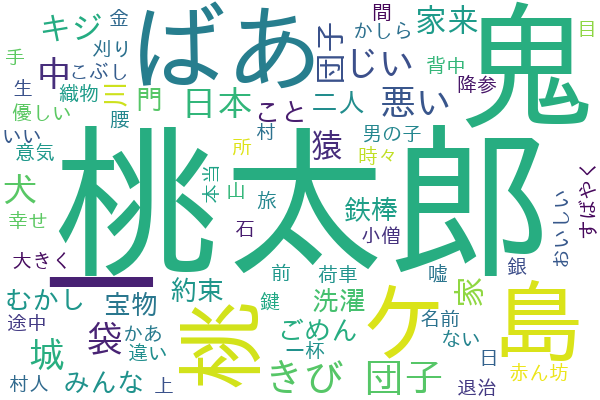 桃太郎
鬼
ばあ
ケ
島
桃
一
キジ
金
刈り
手
こぶし
中
川
門
日本
団子
じい
かしら
間
家来
背中
目
降参
悪い
二人
こと
生
織物
優しい
腰
いい
意気
村
猿
男の子
所
時々
犬
幸せ
本当
山
旅
鉄棒
石
小僧
おいしい
すばやく
大きく
むかし
宝物
約束
袋
前
鍵
荷車
洗濯
嘘
家
銀
途中
かあ
違い
ごめん
一杯
名前
ない
日
城
みんな
村人
上
きび
団子
退治
赤ん坊